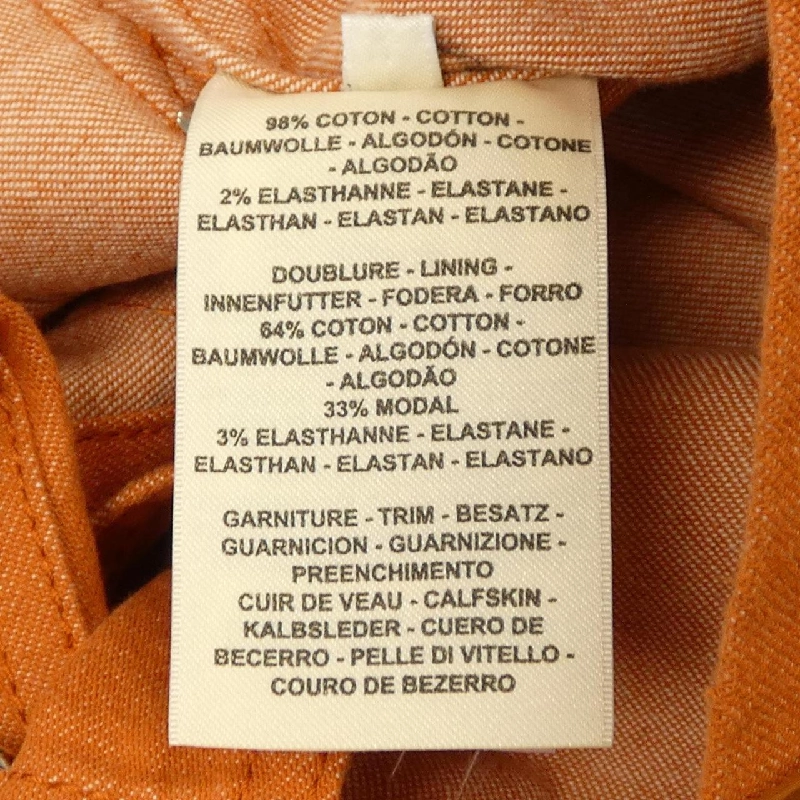 98% COTON - COTTON -
BAUMWOLLE - ALGODÓN - COTONE
- ALGODÃO
2% ELASTHANNE - ELASTANE -
ELASTHAN - ELASTAN - ELASTANO
DOUBLURE - LINING -
INNENFUTTER - FODERA - FORRO
64% COTON - COTTON -
BAUMWOLLE - ALGODÓN - COTONE
- ALGODÃO
33% MODAL
3% ELASTHANNE - ELASTANE -
ELASTHAN - ELASTAN - ELASTANO
GARNITURE - TRIM - BESATZ -
GUARNICION - GUARNIZIONE -
PREENCHIMENTO
CUIR DE VEAU - CALFSKIN -
KALBSLEDER - CUERO DE
BECERRO - PELLE DI VITELLO -
COURO DE BEZERRO